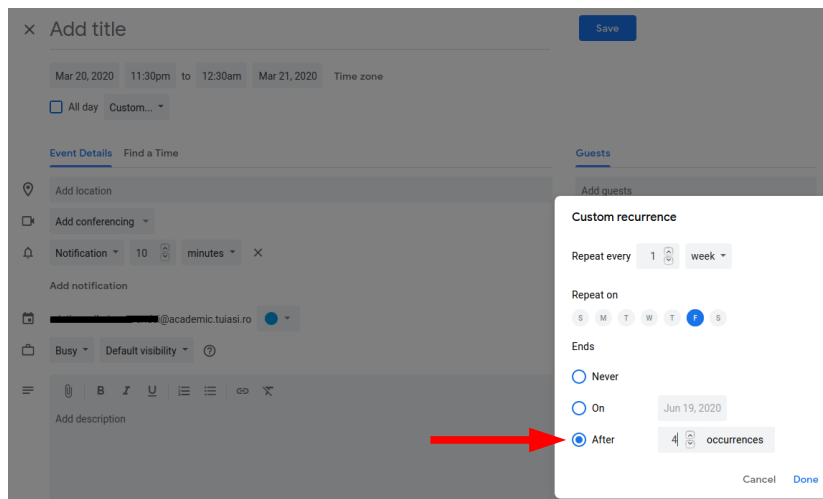 Add title
Save
Mar 20, 2020 11:30pm to 12:30am Mar 21, 2020 Time zone
All day Custom...
Event Details Find a Time
Guests
Add location
Add guests
Add conferencing
Notification 10 minutes
Add notification
@academic.tuiasi.ro
Busy Default visibility
B I U
Add description
Custom recurrence
Repeat every 1 week
Repeat on
S M T W T F S
Ends
Never
On Jun 19, 2020
After 4 occurrences
Cancel Done